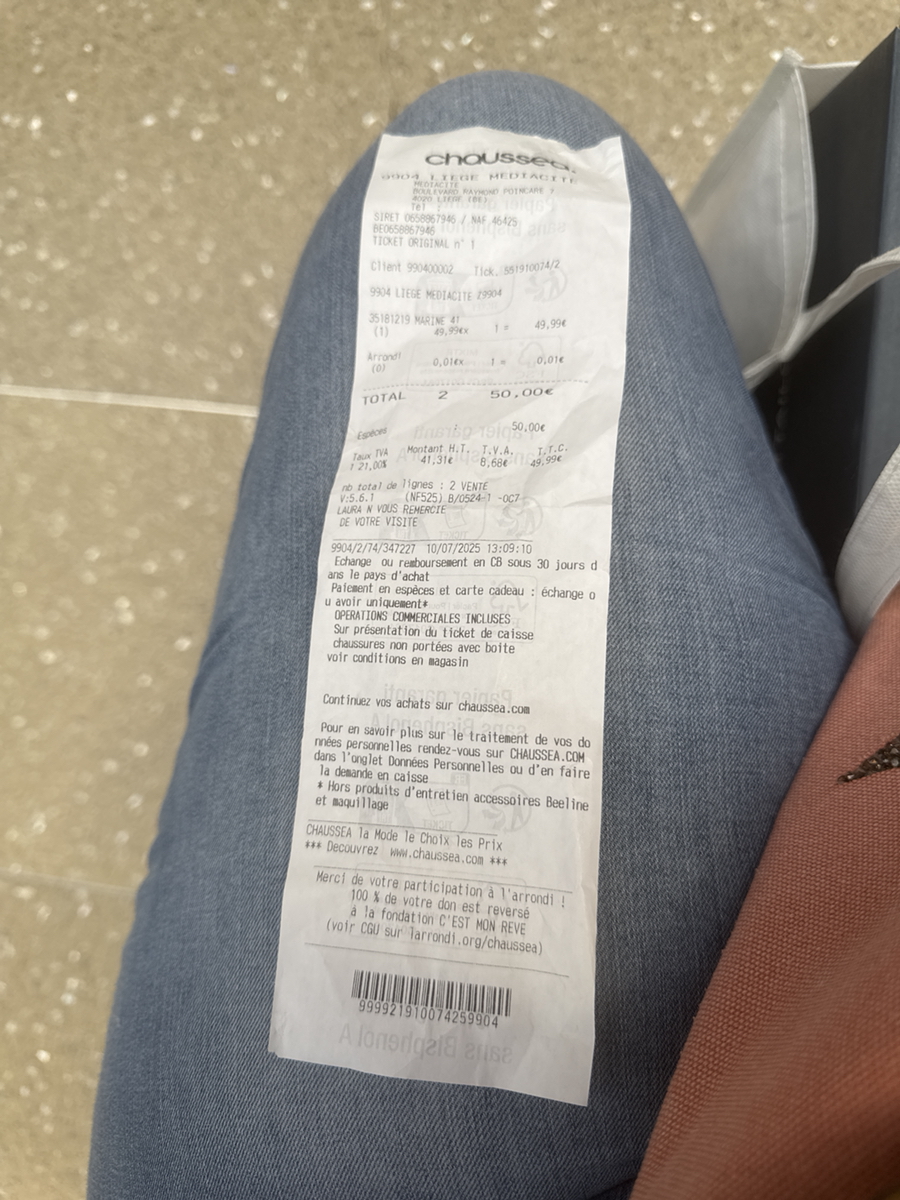 chaussea.
9904 LIEGE MEDIACITE
MEDIACITE
BOULEVARD RAYMOND POINCARE 7
4020 LIEGE (BE)
Tel :
SIRET 0658867946 / NAF 4642S
BE0658867946
TICKET ORIGINAL n° 1
Client 990400002 Tick. 551910074/2
9904 LIEGE MEDIACITE Z9904
35181219 MARINE 41
(1) 49,99€x 1 = 49,99€
Arrondi
(0) 0,01€x 1 = 0,01€
TOTAL 2 50,00€
Espèces : 50,00€
Taux TVA Montant H.T. T.V.A. T.T.C.
1 21,00% 41,31€ 8,68€ 49,99€
nb total de lignes : 2 VENTE
V:5.6.1 (NF525) B/0524-1 -OC7
LAURA N VOUS REMERCIE
DE VOTRE VISITE
9904/2/74/347227 10/07/2025 13:09:10
Echange ou remboursement en CB sous 30 jours d
ans le pays d'achat
Paiement en espèces et carte cadeau : échange o
u avoir uniquement*
OPERATIONS COMMERCIALES INCLUSES
Sur présentation du ticket de caisse
chaussures non portées avec boite
voir conditions en magasin
Continuez vos achats sur chaussea.com
Pour en savoir plus sur le traitement de vos do
nnées personnelles rendez-vous sur CHAUSSEA.COM
dans l'onglet Données Personnelles ou d'en faire
la demande en caisse
* Hors produits d'entretien accessoires Beeline
et maquillage
CHAUSSEA la Mode le Choix les Prix
*** Decouvrez www.chaussea.com ***
Merci de votre participation à l'arrondi !
100 % de votre don est reversé
à la fondation C'EST MON REVE
(voir CGU sur larrondi.org/chaussea)
999921910074259904
sans Bisphenol A